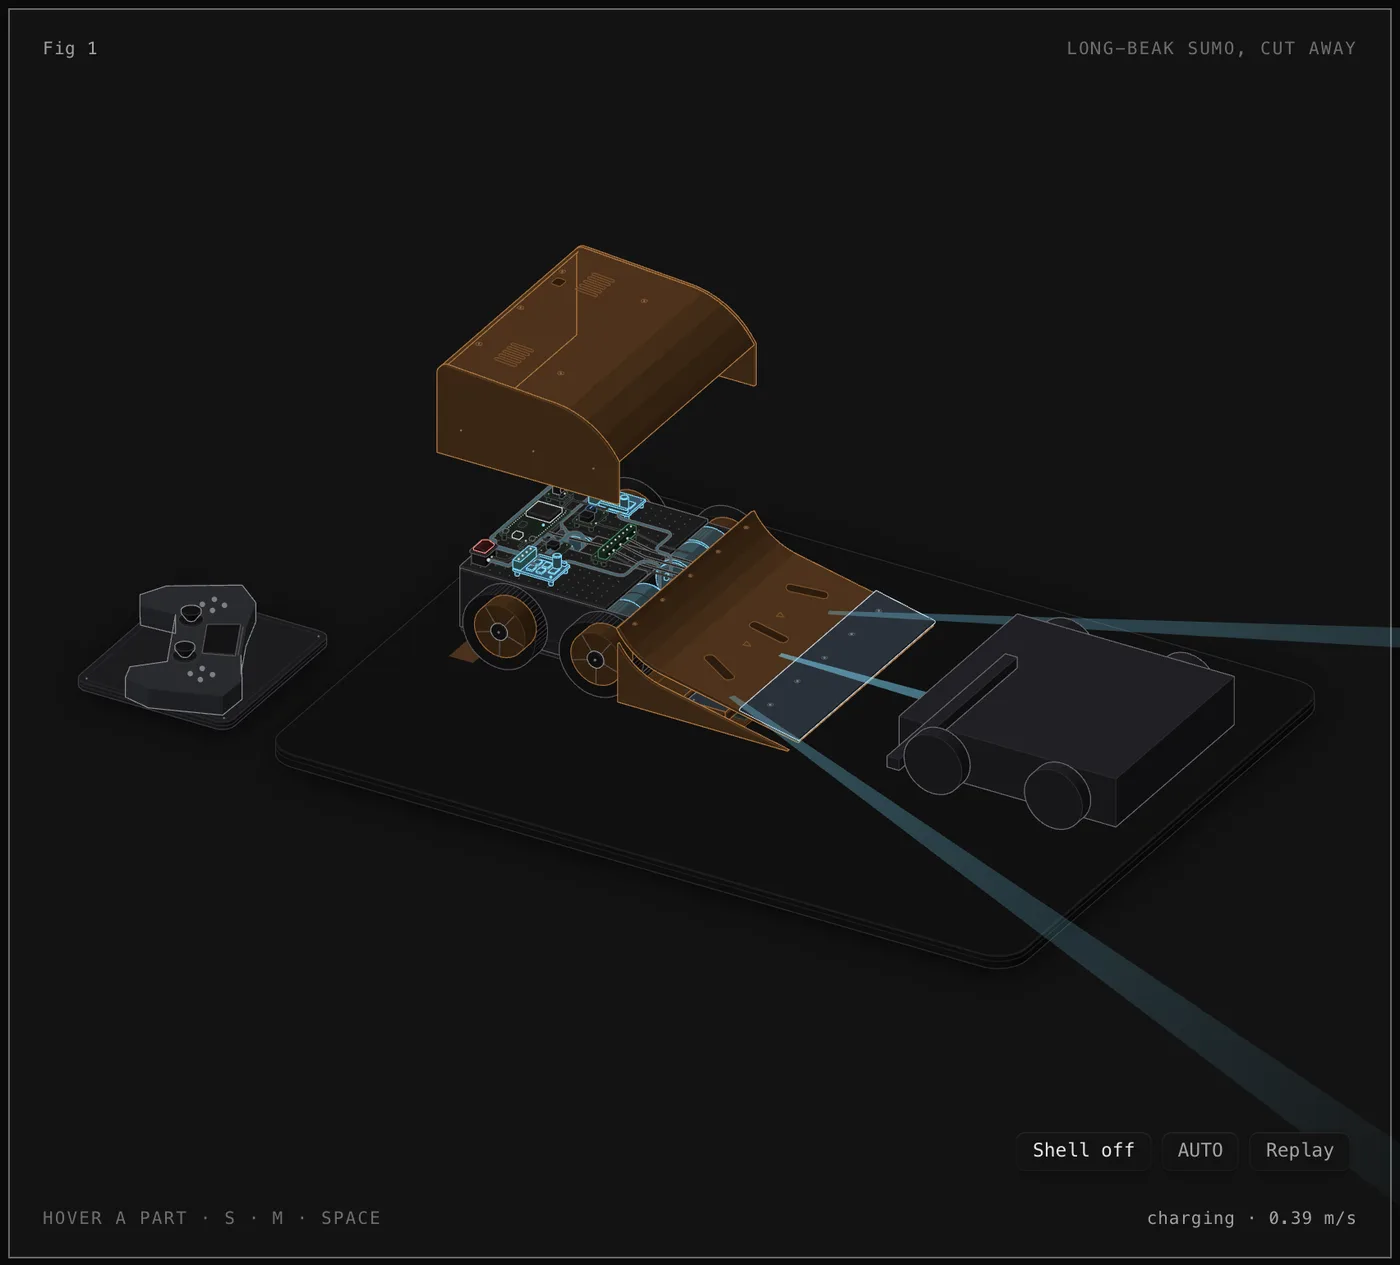 Fig 1
LONG-BEAK SUMO, CUT AWAY
Shell off
AUTO
Replay
HOVER A PART · S · M · SPACE
charging · 0.39 m/s